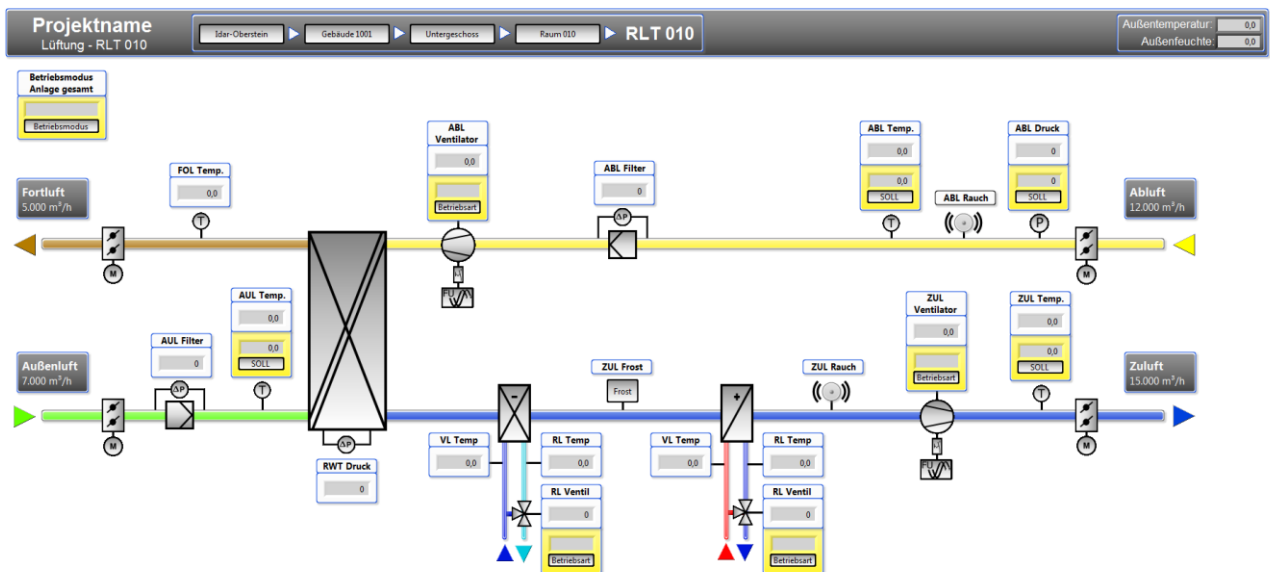 Projektname
Lüftung - RLT 010
Idar-Oberstein
Gebäude 1001
Untergeschoss
Raum 010
RLT 010
Außentemperatur: 0,0
Außenfeuchte: 0,0
Betriebsmodus
Anlage gesamt
Betriebsmodus
Fortluft
5.000 m³/h
FOL Temp.
0,0
T
M
ABL
Ventilator
0,0
Betriebsart
M
FU
ABL Filter
0
ΔP
ABL Temp.
0,0
0,0
SOLL
T
ABL Rauch
ABL Druck
0
0
SOLL
P
M
Abluft
12.000 m³/h
Außenluft
7.000 m³/h
M
AUL Filter
0
ΔP
AUL Temp.
0,0
0,0
SOLL
T
ΔP
RWT Druck
0
-
VL Temp
0,0
RL Temp
0,0
RL Ventil
0
Betriebsart
ZUL Frost
Frost
+
VL Temp
0,0
RL Temp
0,0
RL Ventil
0
Betriebsart
ZUL Rauch
ZUL
Ventilator
0,0
Betriebsart
M
FU
ZUL Temp.
0,0
0,0
SOLL
T
M
Zuluft
15.000 m³/h